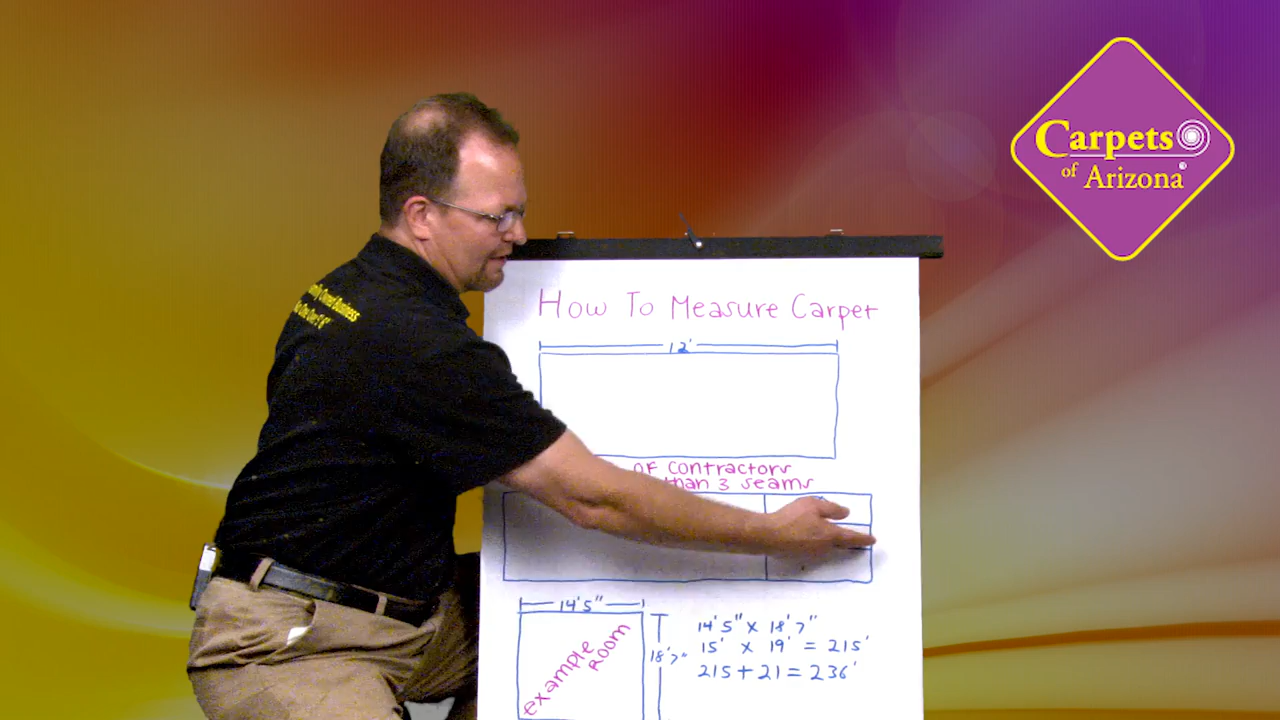 Carpets
of Arizona®
How To Measure Carpet
12'
of contractors
than 3 seams
14'5"
example
room
18'7"
14'5" x 18'7"
15' x 19' = 215'
215 + 21 = 236'